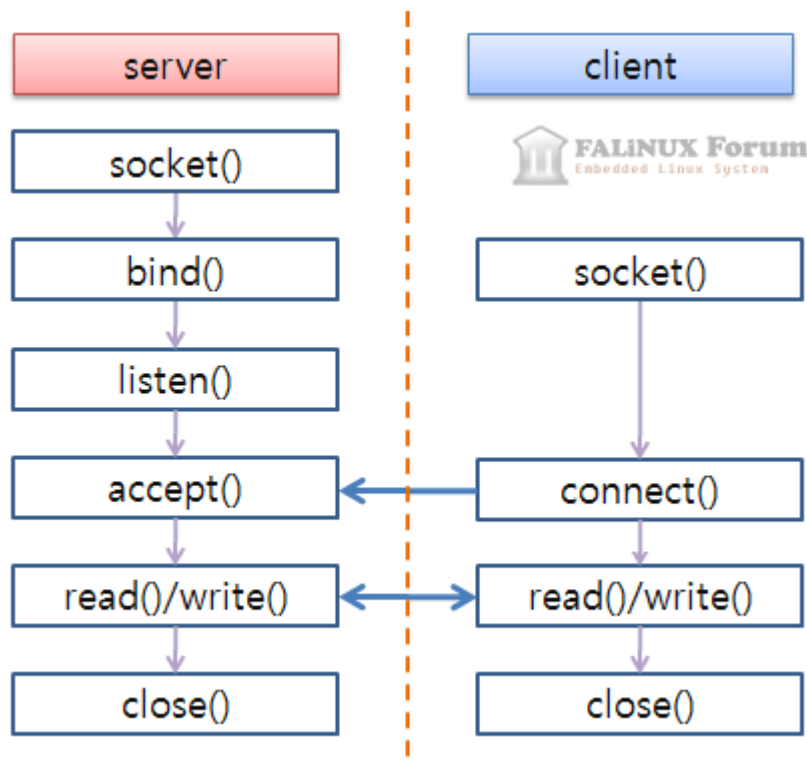 server
client
FALiNUX Forum
Embedded Linux System
socket()
bind()
socket()
listen()
accept()
connect()
read()/write()
read()/write()
close()
close()